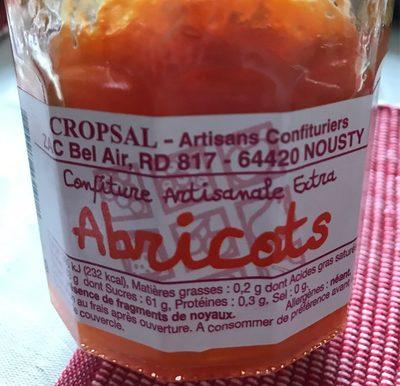 CROPSAL - Artisans Confituriers
ZAC Bel Air, RD 817 - 64420 NOUSTY
Confiture Artisanale Extra
Abricots
kJ (232 kcal), Matières grasses : 0,2 g dont Acides gras
g dont Sucres : 61 g, Protéines : 0,3 g, Sel : 0 g.
Allergènes : néant.
de fragments de noyaux.
au frais après ouverture. A consommer de préférence avant
couvercle.